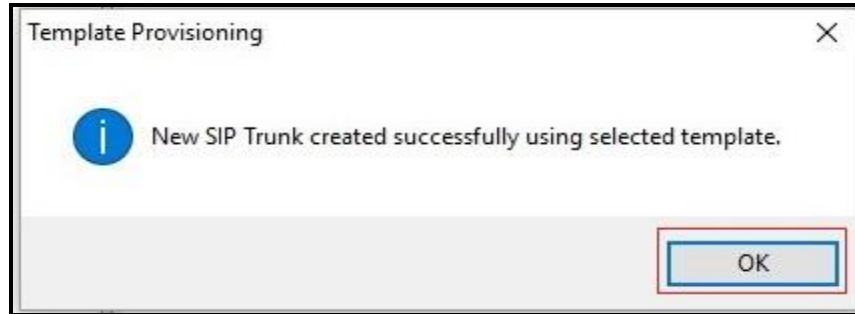 Template Provisioning
New SIP Trunk created successfully using selected template.
OK